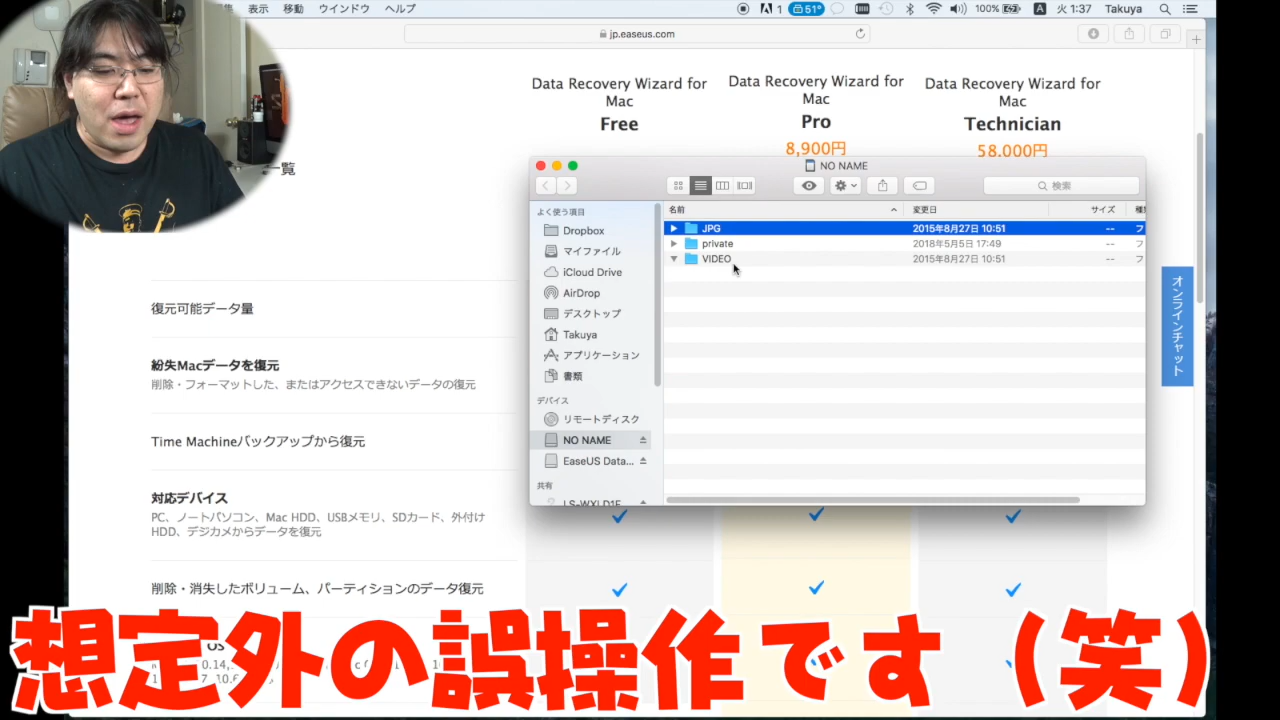 表示 移動 ウインドウ ヘルプ
1 51° 100% A 火 1:37 Takuya
jp.easeus.com
Data Recovery Wizard for
Mac
Free
Data Recovery Wizard for
Mac
Pro
8,900円
Data Recovery Wizard for
Mac
Technician
58,000円
一覧
NO NAME
検索
よく使う項目
Dropbox
マイファイル
iCloud Drive
AirDrop
デスクトップ
Takuya
アプリケーション
書類
デバイス
リモートディスク
NO NAME
EaseUS Data...
共有
名前 変更日 サイズ
JPG 2015年8月27日 10:51 -- フ
private 2018年5月5日 17:49 -- フ
VIDEO 2015年8月27日 10:51 -- フ
オンラインチャット
復元可能データ量
紛失Macデータを復元
削除・フォーマットした、またはアクセスできないデータの復元
Time Machineバックアップから復元
対応デバイス
PC、ノートパソコン、Mac HDD、USBメモリ、SDカード、外付け
HDD、デジカメからデータを復元
削除・消失したボリューム、パーティションのデータ復元
想定外の誤操作です（笑）